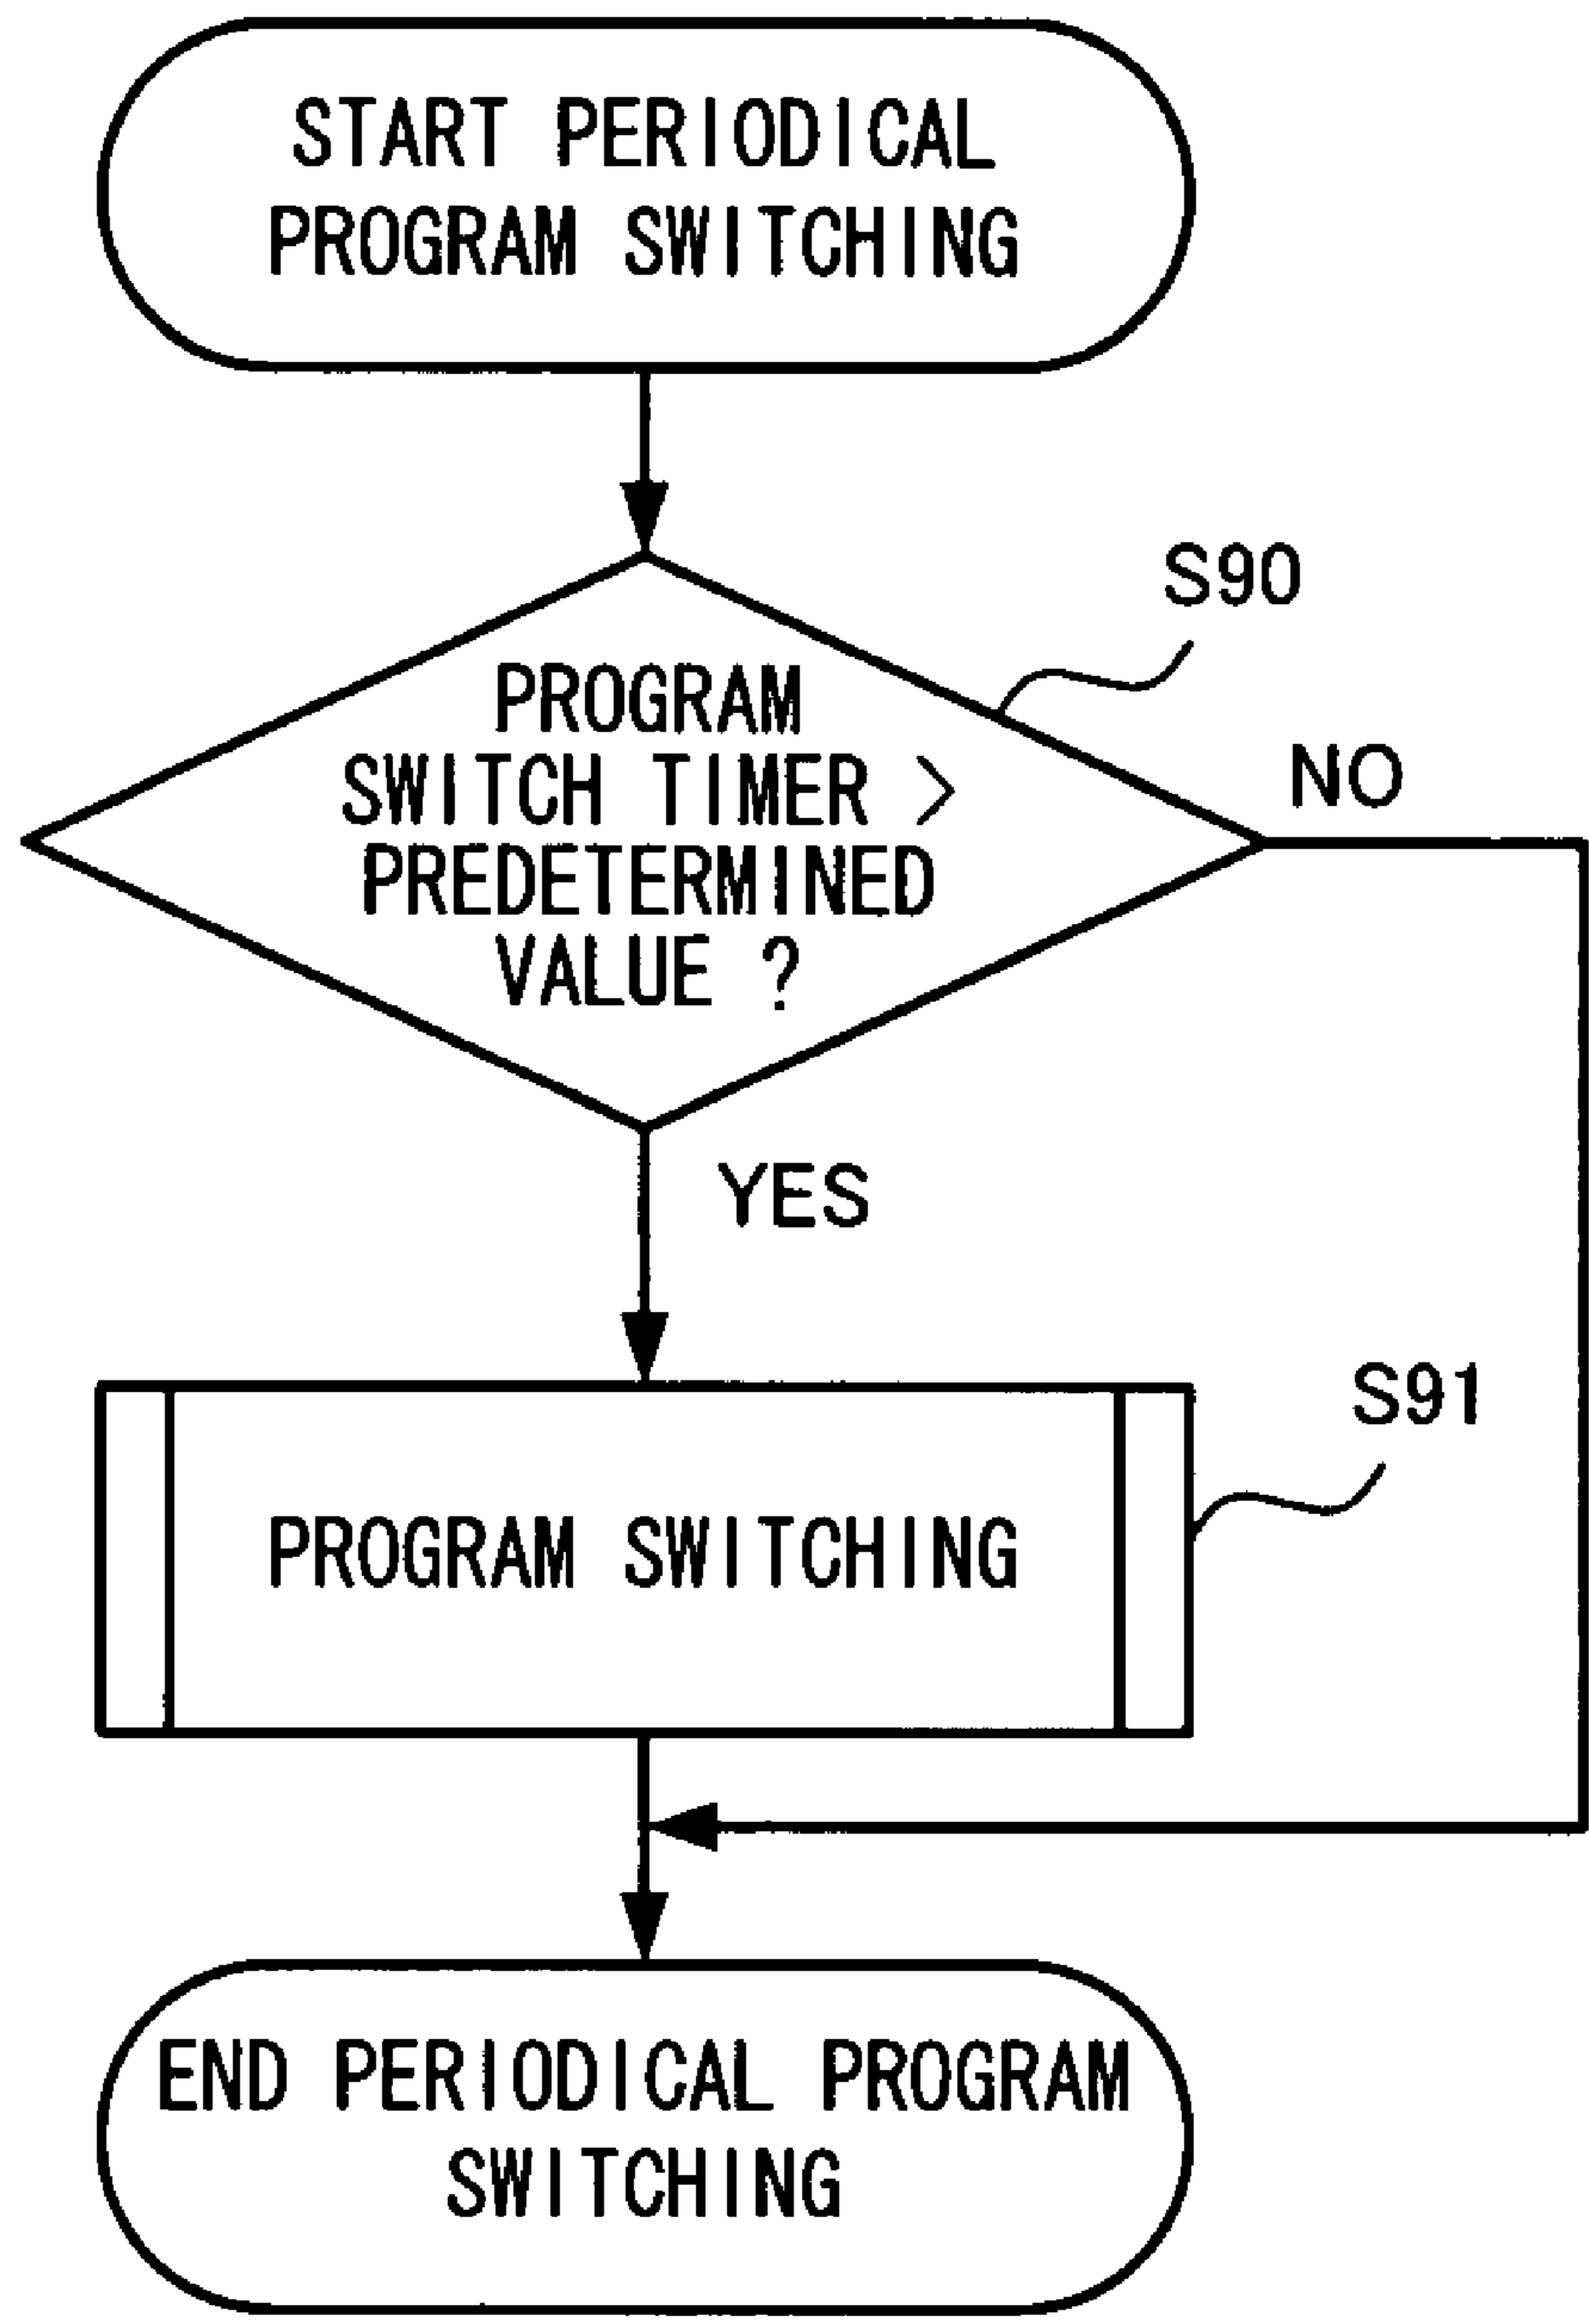 START PERIODICAL
PROGRAM SWITCHING
S90
PROGRAM
SWITCH TIMER >
PREDETERMINED
VALUE ?
NO
YES
S91
PROGRAM SWITCHING
END PERIODICAL PROGRAM
SWITCHING